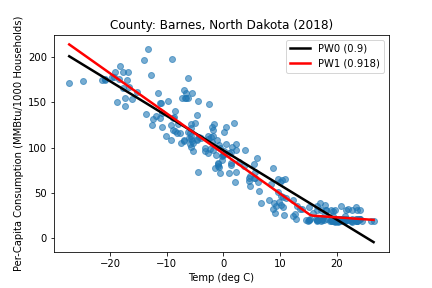 County: Barnes, North Dakota (2018)
PW0 (0.9)
PW1 (0.918)
Per-Capita Consumption (MMBtu/1000 Households)
200
150
100
50
0
−20 −10 0 10 20
Temp (deg C)